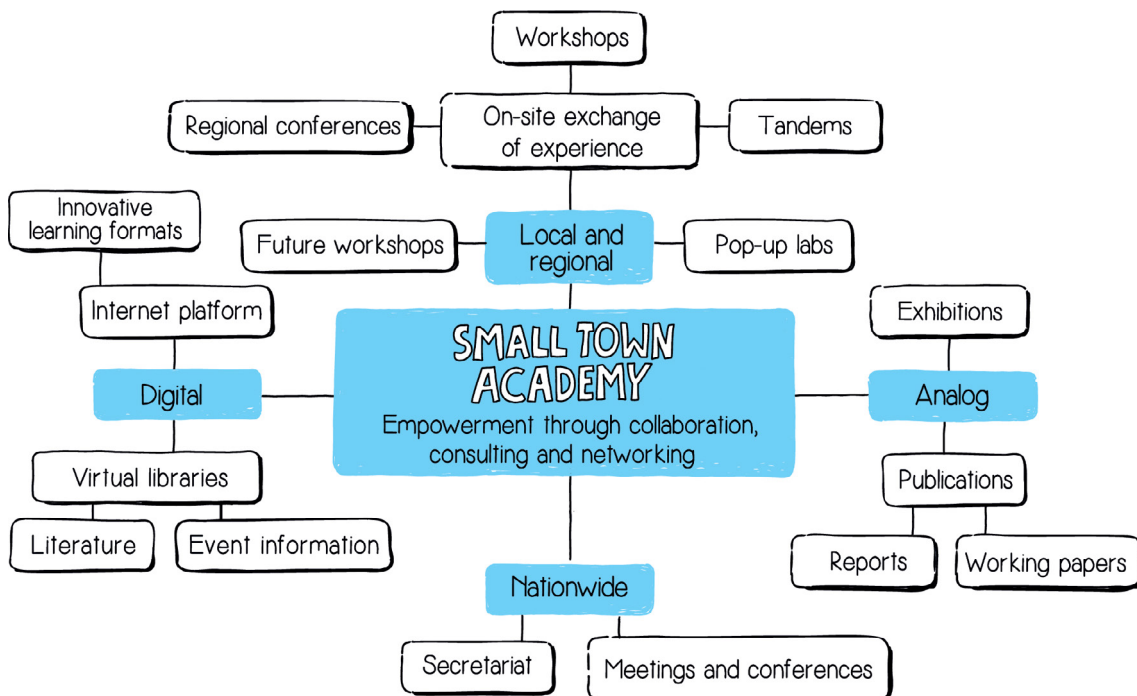 Workshops
Regional conferences
On-site exchange
of experience
Tandems
Innovative
learning formats
Future workshops
Local and
regional
Pop-up labs
Internet platform
Exhibitions
SMALL TOWN
ACADEMY
Empowerment through collaboration,
consulting and networking
Digital
Analog
Virtual libraries
Literature
Event information
Publications
Reports
Working papers
Nationwide
Secretariat
Meetings and conferences